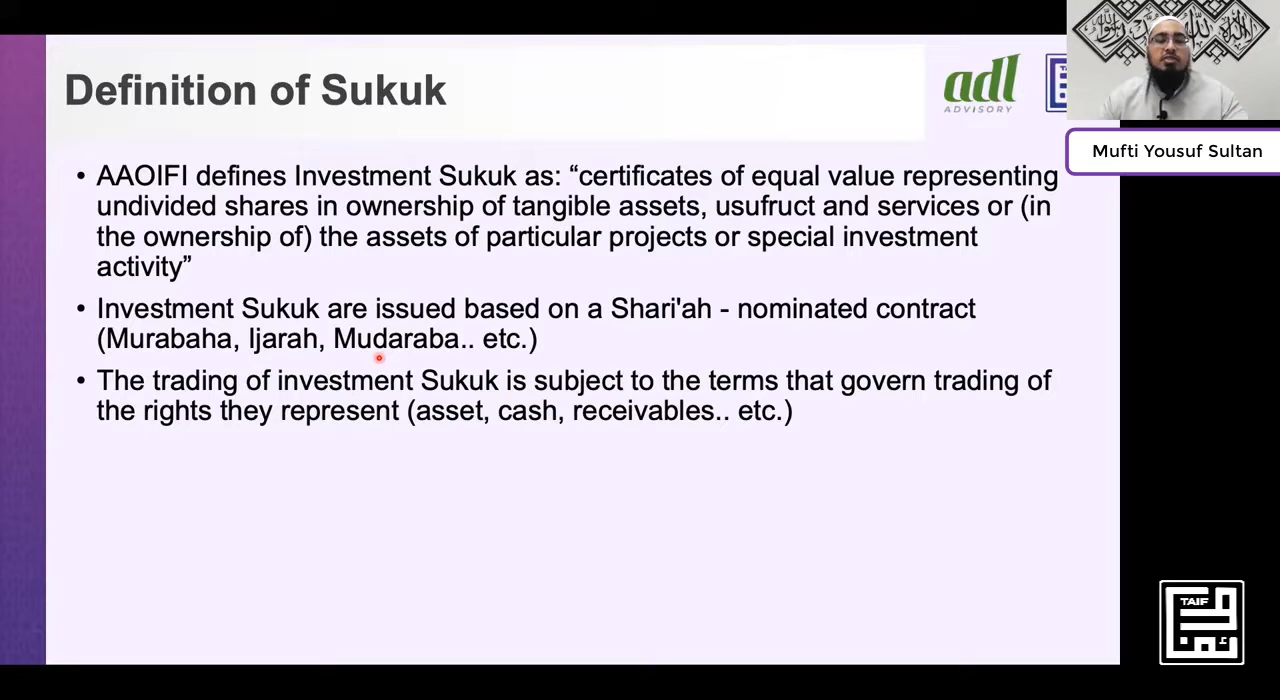 Definition of Sukuk
adl
ADVISORY
Mufti Yousuf Sultan
• AAOIFI defines Investment Sukuk as: “certificates of equal value representing
undivided shares in ownership of tangible assets, usufruct and services or (in
the ownership of) the assets of particular projects or special investment
activity”
• Investment Sukuk are issued based on a Shari'ah - nominated contract
(Murabaha, Ijarah, Mudaraba.. etc.)
• The trading of investment Sukuk is subject to the terms that govern trading of
the rights they represent (asset, cash, receivables.. etc.)
TAIF